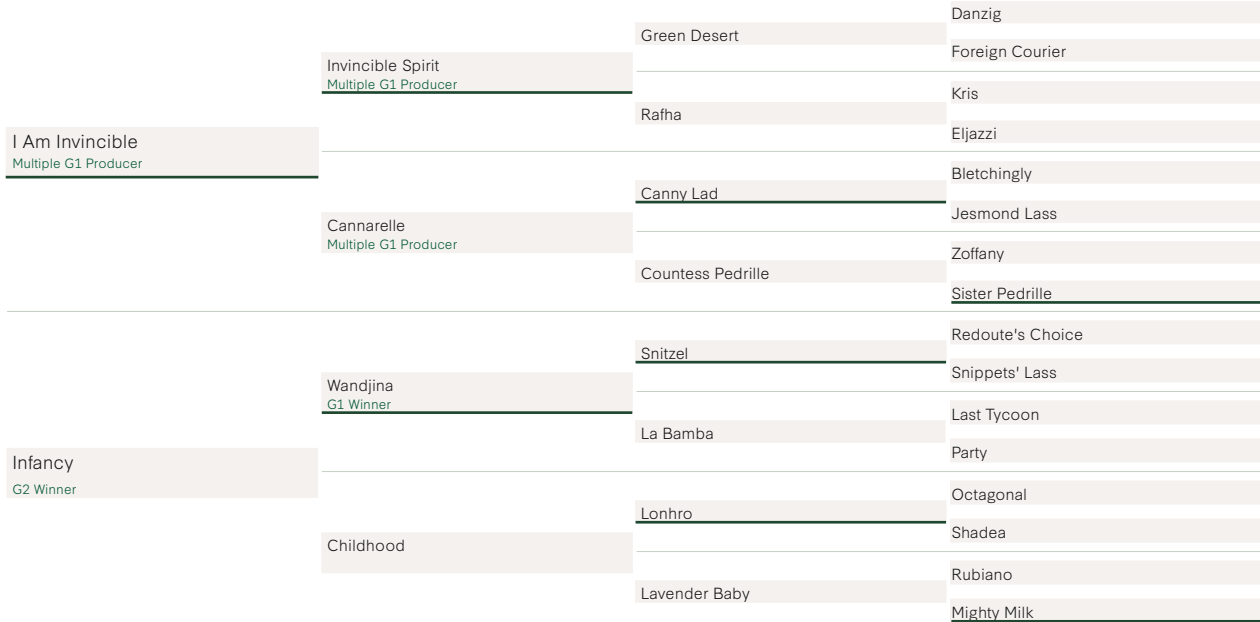 Danzig
Green Desert
Foreign Courier
Invincible Spirit
Multiple G1 Producer
Kris
Rafha
Eljazzi
I Am Invincible
Multiple G1 Producer
Bletchingly
Canny Lad
Jesmond Lass
Cannarelle
Multiple G1 Producer
Zoffany
Countess Pedrille
Sister Pedrille
Redoute's Choice
Snitzel
Snippets' Lass
Wandjina
G1 Winner
Last Tycoon
La Bamba
Party
Infancy
G2 Winner
Octagonal
Lonhro
Shadea
Childhood
Rubiano
Lavender Baby
Mighty Milk